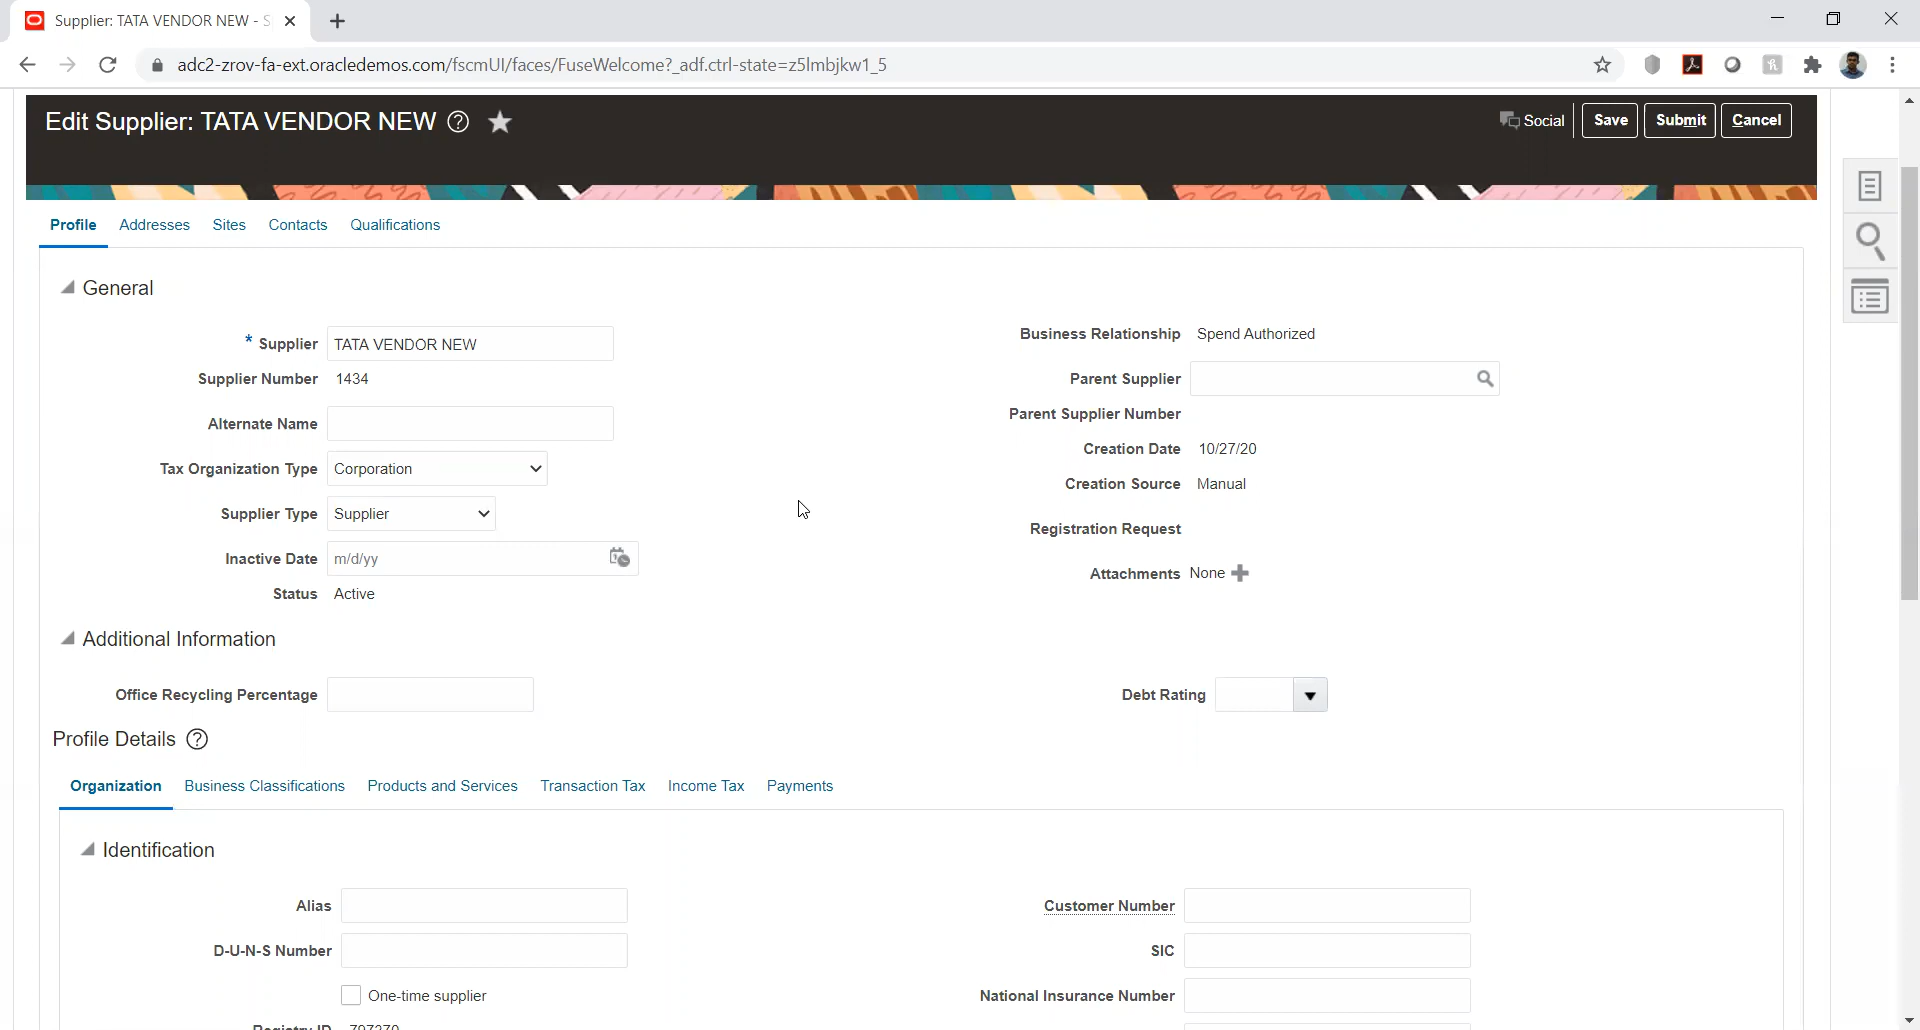 Supplier: TATA VENDOR NEW - S
adc2-zrov-fa-ext.oracledemos.com/fscmUI/faces/FuseWelcome?_adf.ctrl-state=z5lmbjkw1_5
Edit Supplier: TATA VENDOR NEW ?
Social Save Submit Cancel
Profile Addresses Sites Contacts Qualifications
General
* Supplier TATA VENDOR NEW
Supplier Number 1434
Alternate Name
Tax Organization Type Corporation
Supplier Type Supplier
Inactive Date m/d/yy
Status Active
Business Relationship Spend Authorized
Parent Supplier
Parent Supplier Number
Creation Date 10/27/20
Creation Source Manual
Registration Request
Attachments None
Additional Information
Office Recycling Percentage
Debt Rating
Profile Details ?
Organization Business Classifications Products and Services Transaction Tax Income Tax Payments
Identification
Alias
D-U-N-S Number
One-time supplier
Registry ID 797270
Customer Number
SIC
National Insurance Number